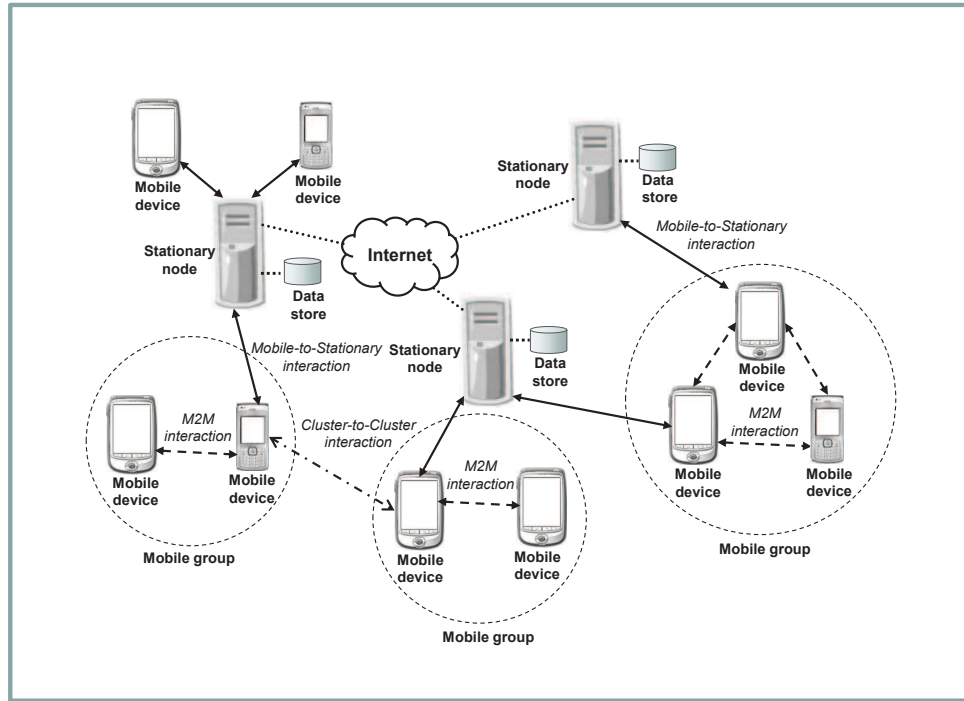 Mobile
device
Mobile
device
Stationary
node
Data
store
Stationary
node
Data
store
Internet
Mobile-to-Stationary
interaction
Stationary
node
Data
store
Mobile-to-Stationary
interaction
Mobile
device
M2M
interaction
Mobile
device
Mobile
device
M2M
interaction
Mobile
device
Mobile
device
Mobile group
Cluster-to-Cluster
interaction
M2M
interaction
Mobile
device
Mobile
device
Mobile group
Mobile group